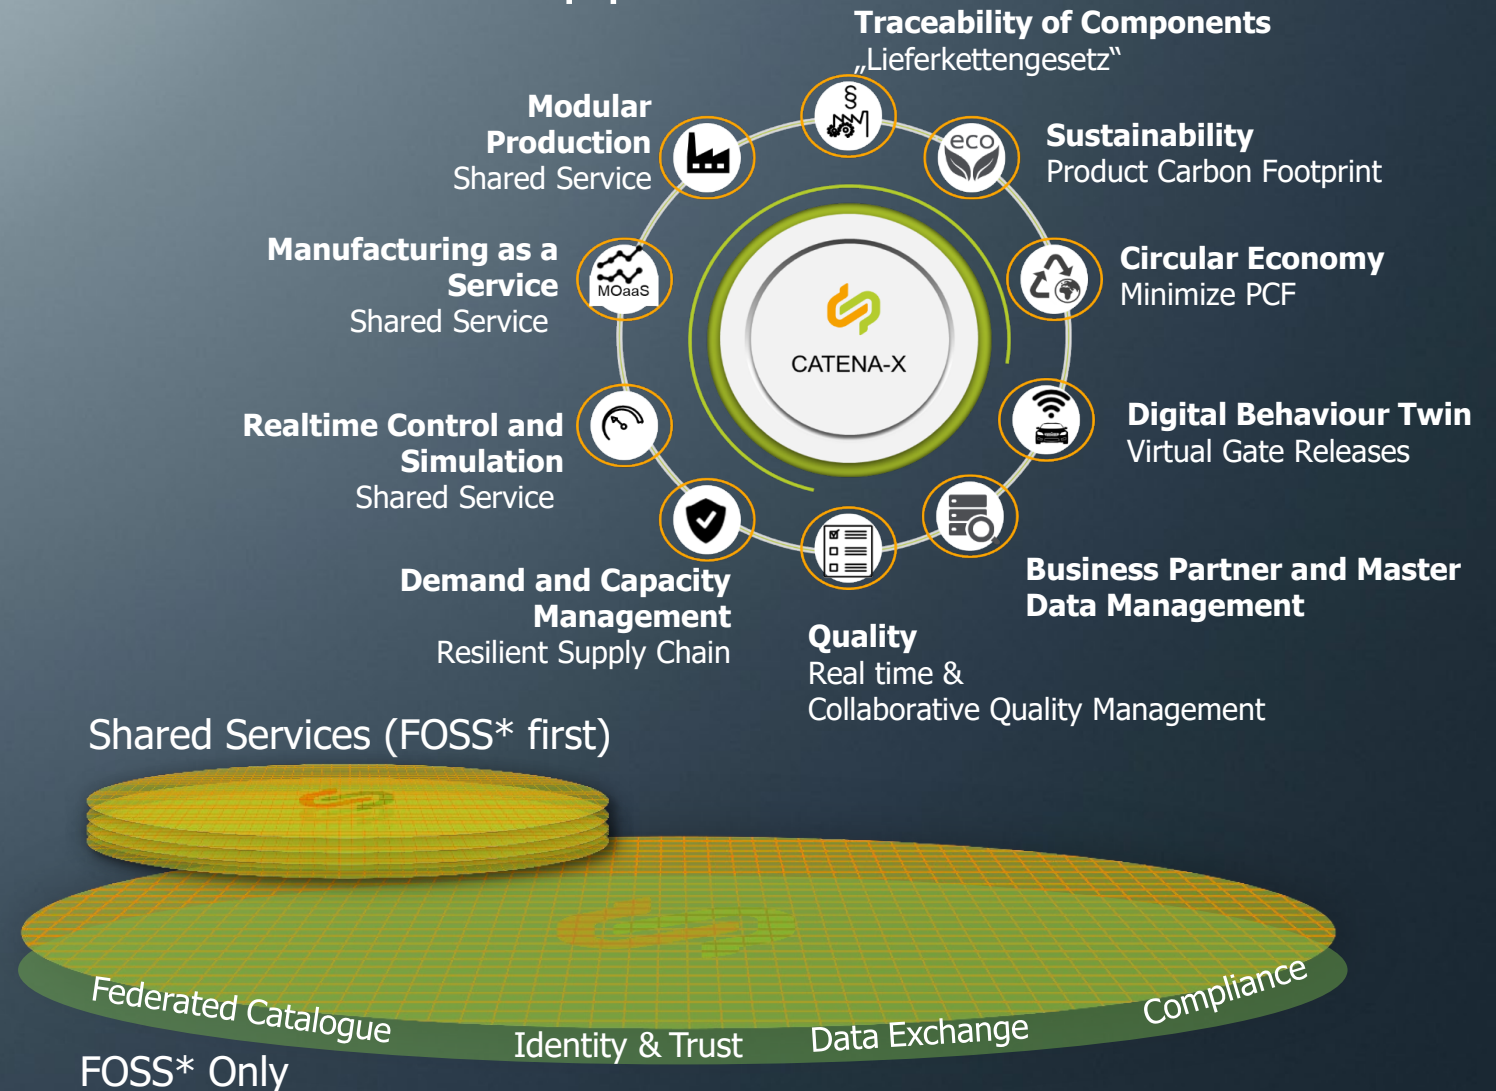 Traceability of Components
„Lieferkettengesetz“
§
Modular
Production
Shared Service
eco
Sustainability
Product Carbon Footprint
Manufacturing as a
Service
Shared Service
MOaaS
Circular Economy
Minimize PCF
CATENA-X
Realtime Control and
Simulation
Shared Service
Digital Behaviour Twin
Virtual Gate Releases
Demand and Capacity
Management
Resilient Supply Chain
Business Partner and Master
Data Management
Quality
Real time &
Collaborative Quality Management
Shared Services (FOSS* first)
Federated Catalogue
Identity & Trust
Data Exchange
Compliance
FOSS* Only